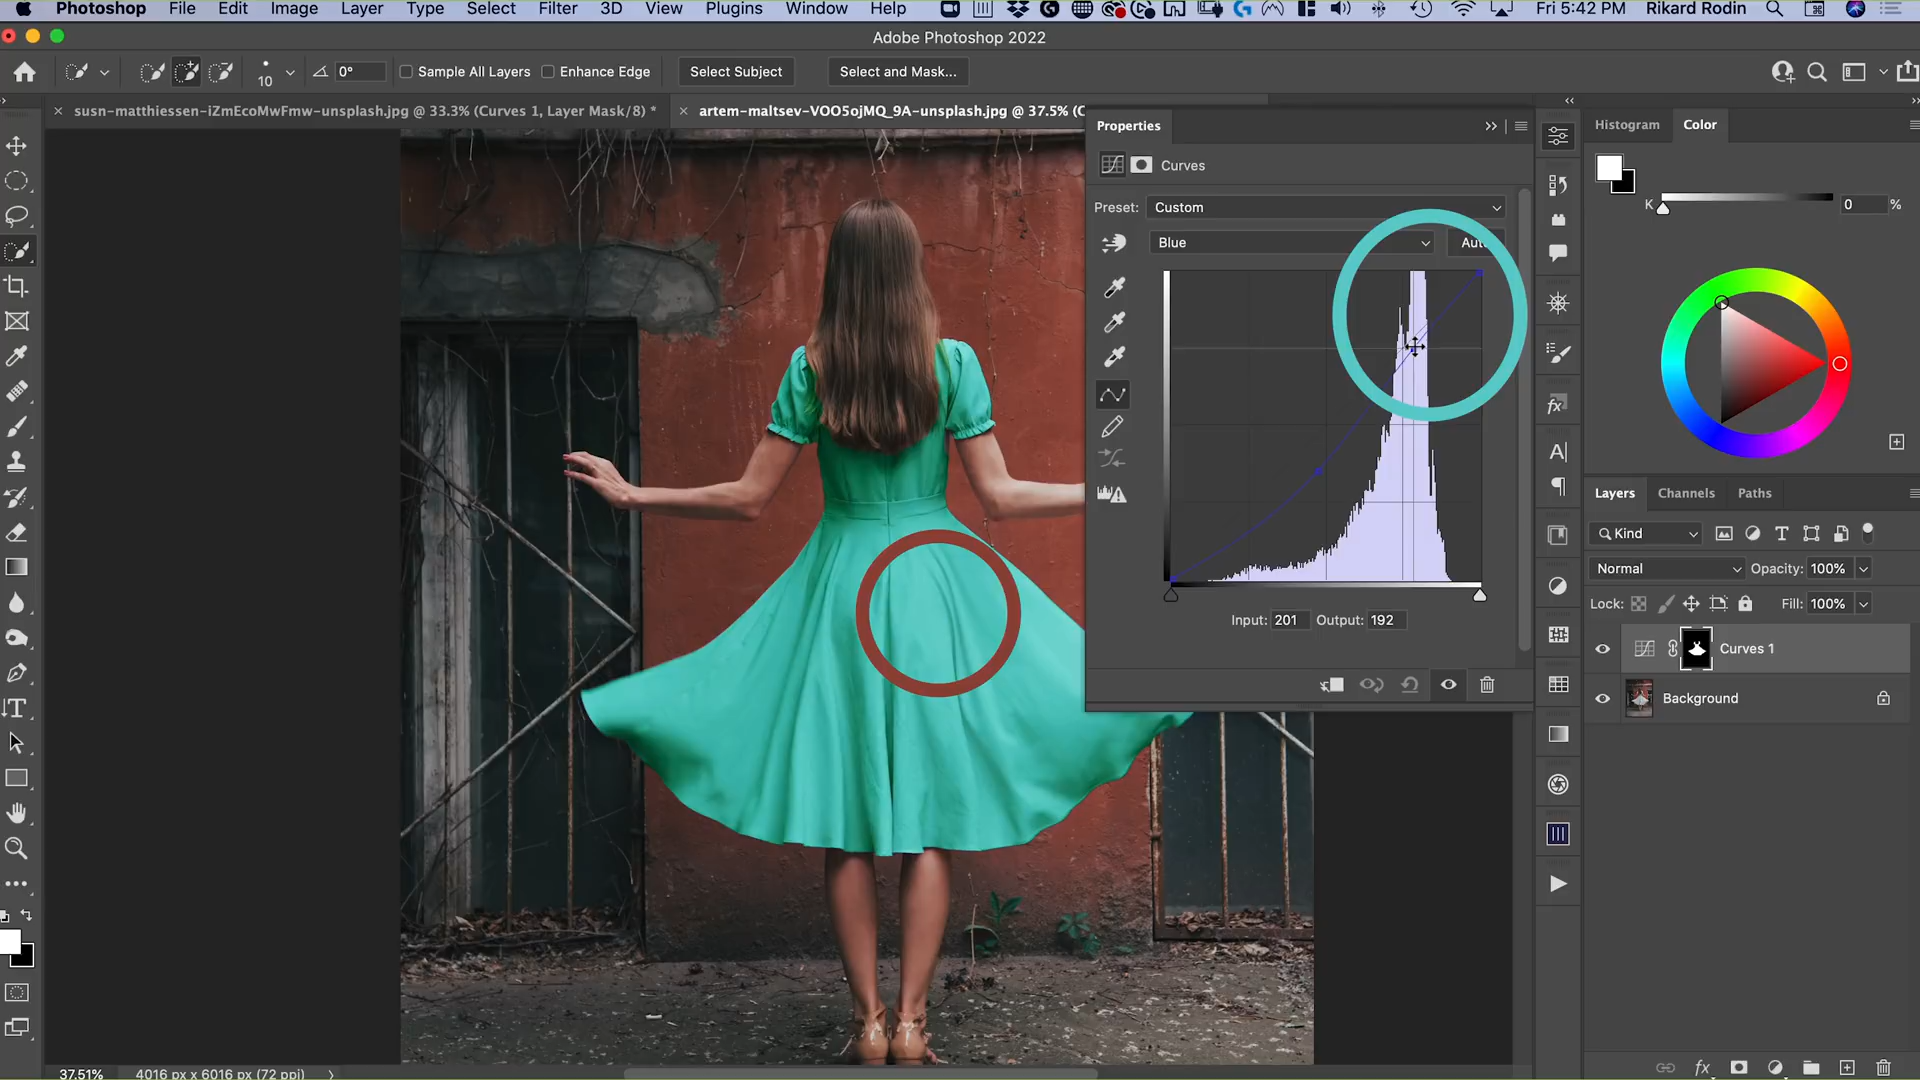 Photoshop File Edit Image Layer Type Select Filter 3D View Plugins Window Help Fri 5:42 PM Rikard Rodin
Adobe Photoshop 2022
10 0° Sample All Layers Enhance Edge Select Subject Select and Mask...
susn-matthiessen-iZmEcoMwFmw-unsplash.jpg @ 33.3% (Curves 1, Layer Mask/8) * artem-maltsev-VOO5ojMQ_9A-unsplash.jpg @ 37.5% (C
Properties
Histogram Color
Curves
Preset: Custom
K 0 %
Blue Auto
Input: 201 Output: 192
Layers Channels Paths
Kind
Normal Opacity: 100%
Lock: Fill: 100%
Curves 1
Background
37.51% 4016 px x 6016 px (72 ppi)